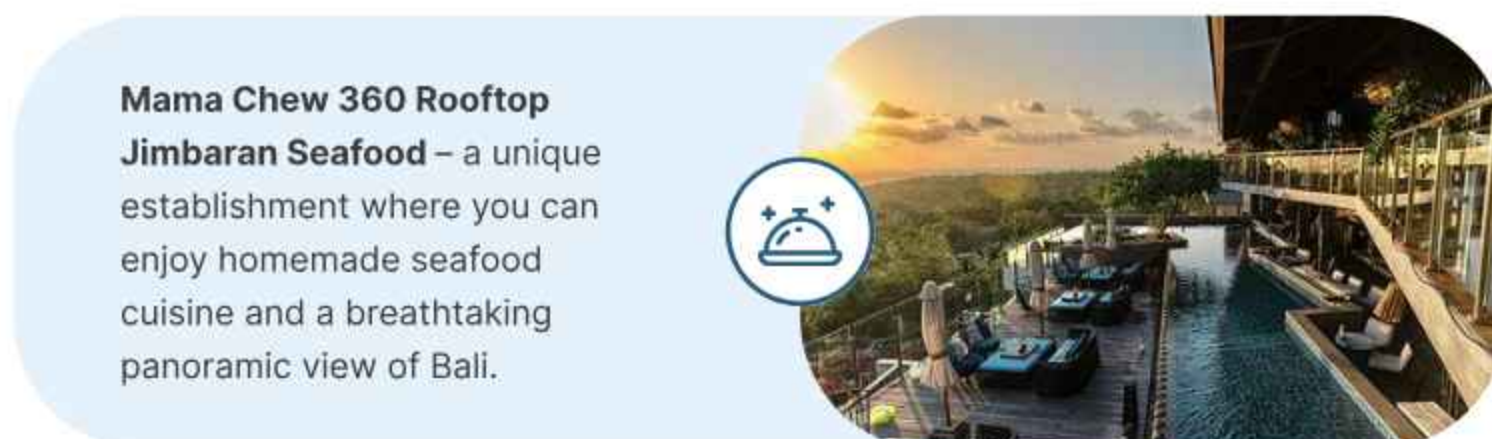 Mama Chew 360 Rooftop
Jimbaran Seafood – a unique
establishment where you can
enjoy homemade seafood
cuisine and a breathtaking
panoramic view of Bali.